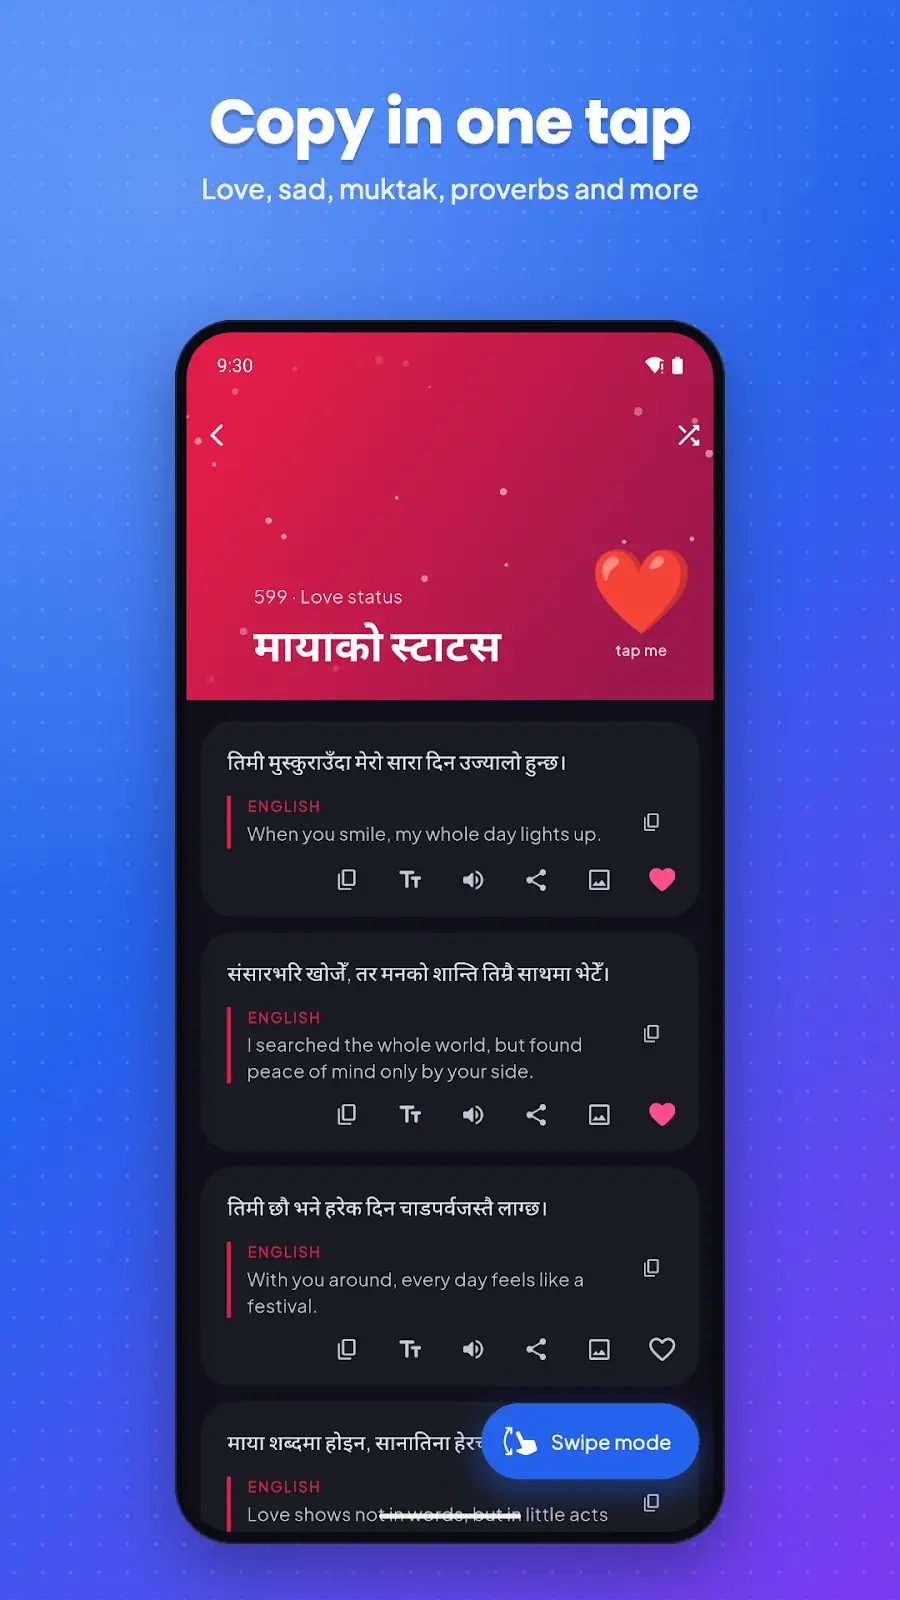 Copy in one tap
Love, sad, muktak, proverbs and more
9:30
599 · Love status
मायाको स्टाटस
tap me
तिमी मुस्कुराउँदा मेरो सारा दिन उज्यालो हुन्छ।
ENGLISH
When you smile, my whole day lights up.
संसारभरि खोजेँ, तर मनको शान्ति तिम्रै साथमा भेटेँ।
ENGLISH
I searched the whole world, but found
peace of mind only by your side.
तिमी छौ भने हरेक दिन चाडपर्वजस्तै लाग्छ।
ENGLISH
With you around, every day feels like a
festival.
माया शब्दमा होइन, सानातिना
Swipe mode
ENGLISH
Love shows not in words, but in little acts